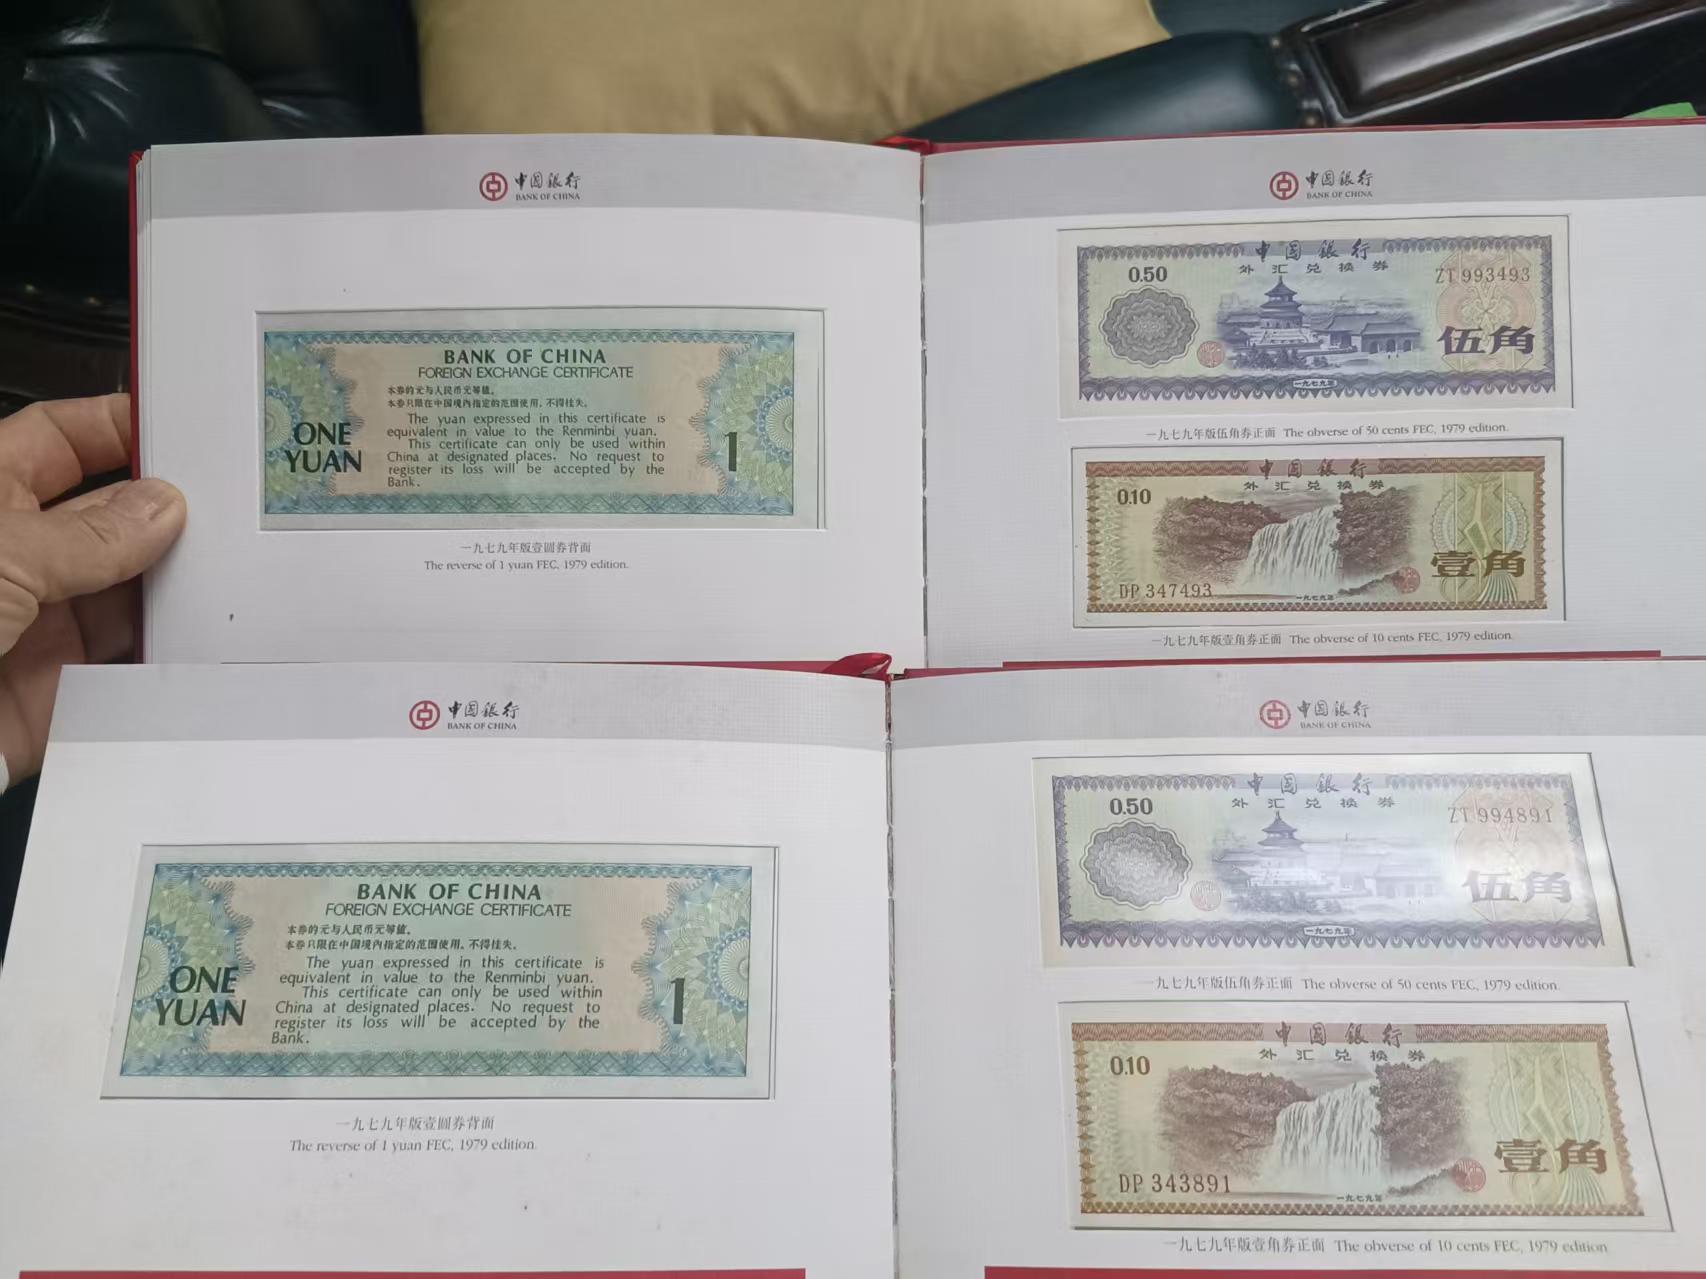 中国银行
BANK OF CHINA
BANK OF CHINA
FOREIGN EXCHANGE CERTIFICATE
本券的元与人民币元等值。
本券只限在中国境内指定的范围使用，不得挂失。
The yuan expressed in this certificate is
equivalent in value to the Renminbi yuan.
This certificate can only be used within
China at designated places. No request to
register its loss will be accepted by the
Bank.
ONE
YUAN
1
一九七九年版壹圆券背面
The reverse of 1 yuan FEC, 1979 edition.
中国银行
BANK OF CHINA
中国银行
外汇兑换券
0.50
ZT 993493
伍角
一九七九年
一九七九年版伍角券正面 The obverse of 50 cents FEC, 1979 edition.
中国银行
外汇兑换券
0.10
壹角
DP 347493
一九七九年
一九七九年版壹角券正面 The obverse of 10 cents FEC, 1979 edition.
中国银行
BANK OF CHINA
BANK OF CHINA
FOREIGN EXCHANGE CERTIFICATE
本券的元与人民币元等值。
本券只限在中国境内指定的范围使用，不得挂失。
The yuan expressed in this certificate is
equivalent in value to the Renminbi yuan.
This certificate can only be used within
China at designated places. No request to
register its loss will be accepted by the
Bank.
ONE
YUAN
1
一九七九年版壹圆券背面
The reverse of 1 yuan FEC, 1979 edition.
中国银行
BANK OF CHINA
中国银行
外汇兑换券
0.50
ZT 994891
伍角
一九七九年
一九七九年版伍角券正面 The obverse of 50 cents FEC, 1979 edition.
中国银行
外汇兑换券
0.10
壹角
DP 343891
一九七九年
一九七九年版壹角券正面 The obverse of 10 cents FEC, 1979 edition.